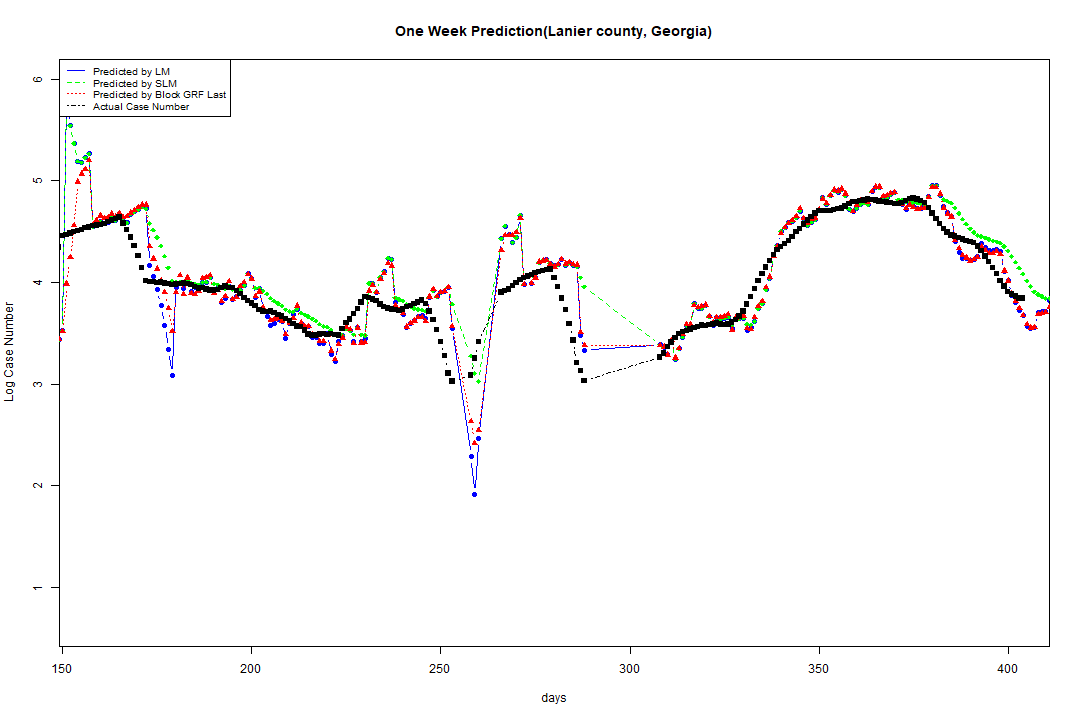 One Week Prediction(Lanier county, Georgia)
Predicted by LM
Predicted by SLM
Predicted by Block GRF Last
Actual Case Number
6
5
4
3
2
1
Log Case Number
150 200 250 300 350 400
days